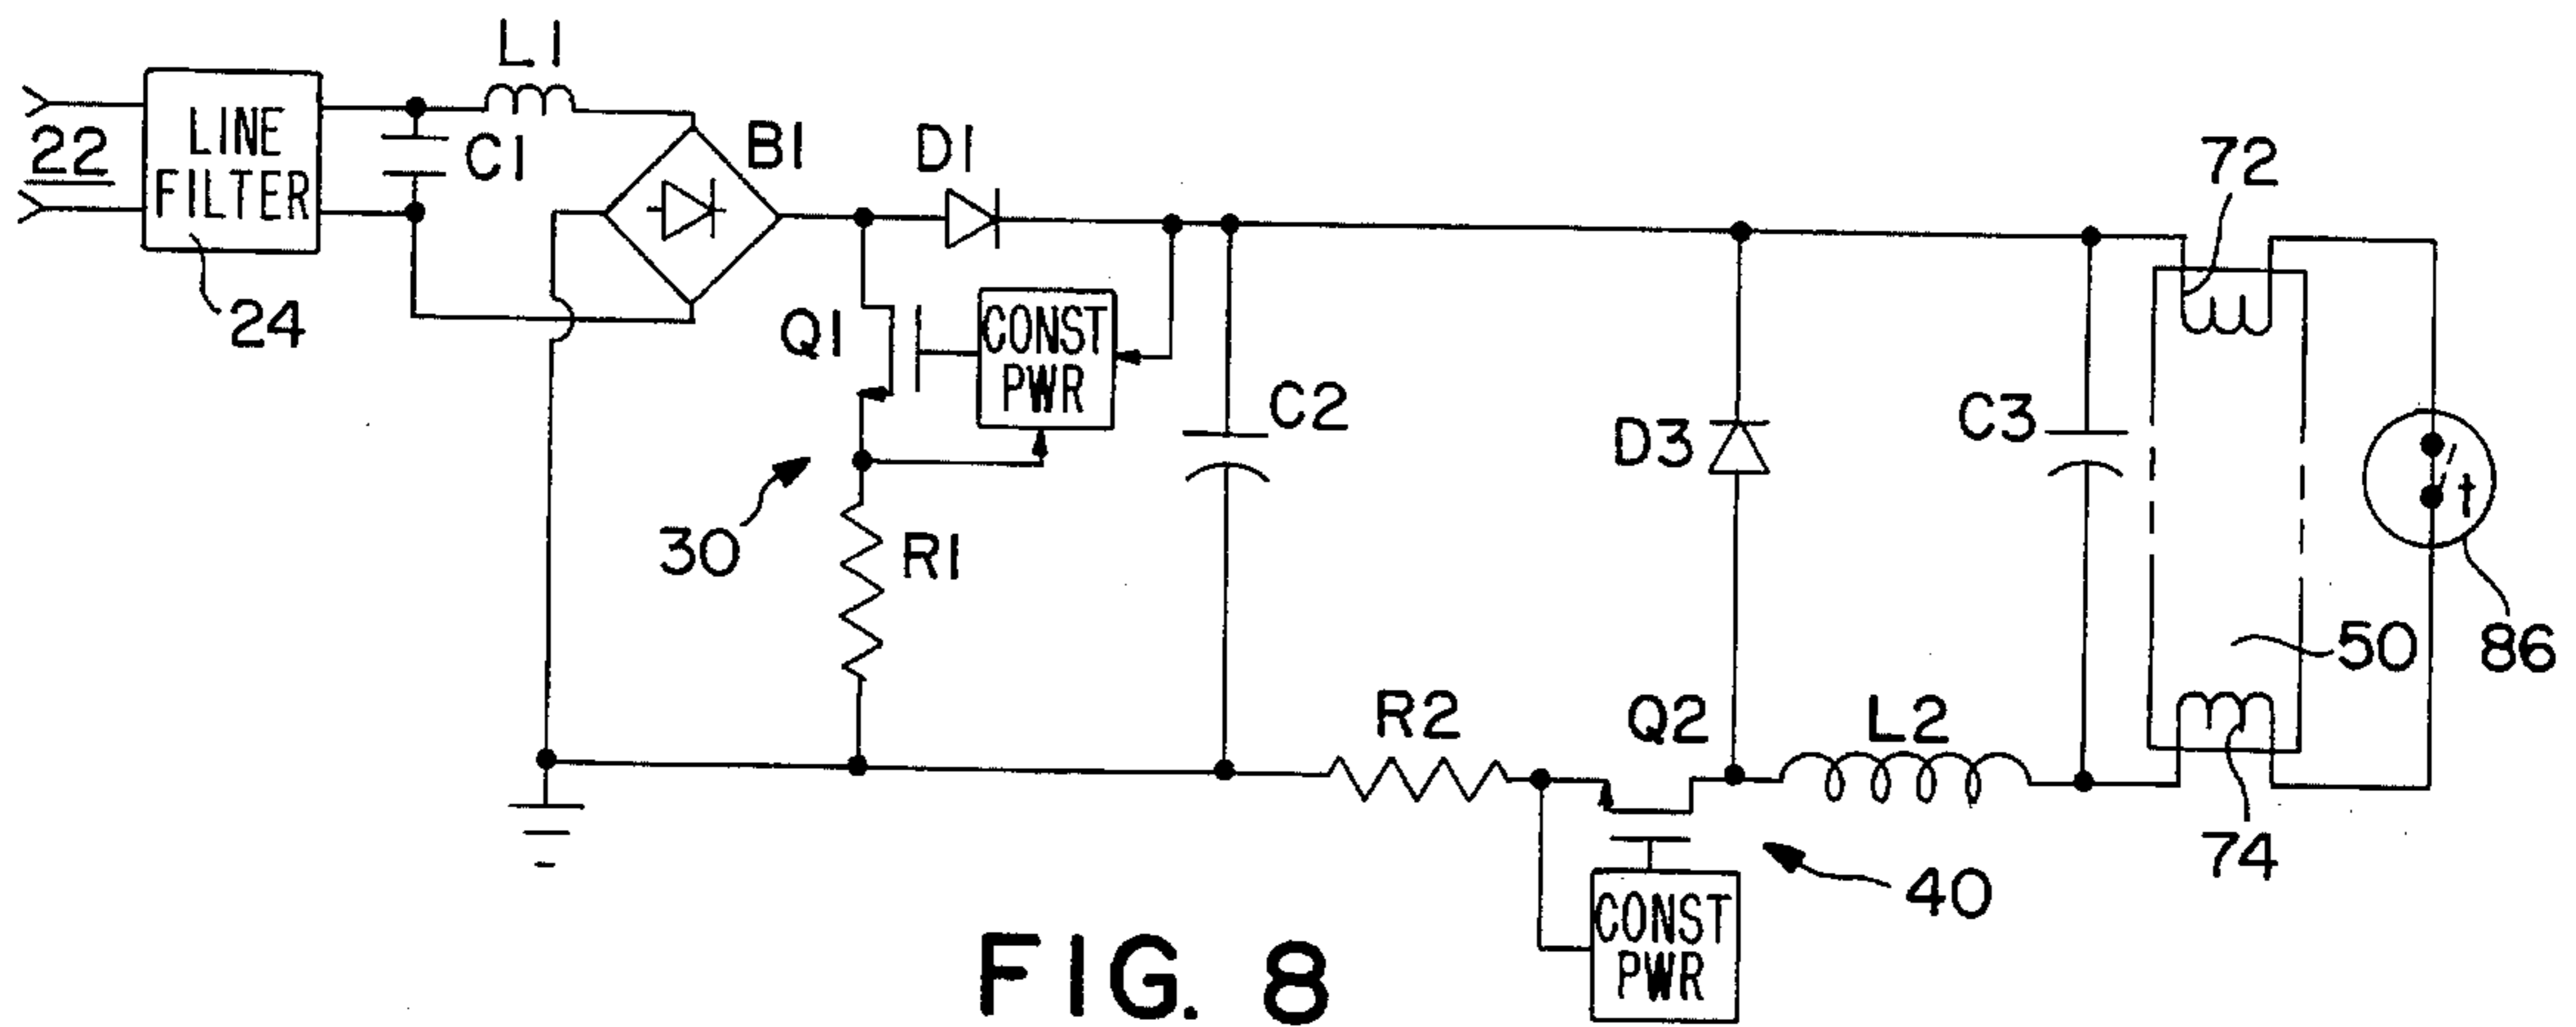 L1
22
LINE
FILTER
C1
B1
D1
72
24
Q1
CONST
PWR
C2
D3
C3
t
30
R1
50
86
R2
Q2
L2
74
40
CONST
PWR
FIG. 8